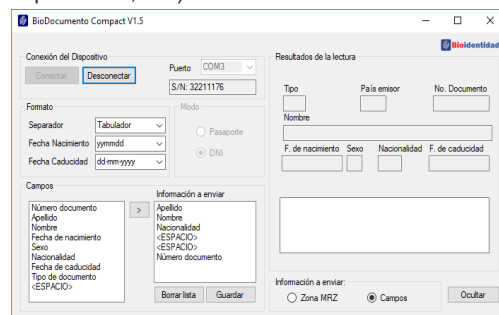 BioDocumento Compact V1.5
Bioidentidad
Conexión del Dispositivo
Conectar
Desconectar
Puerto
COM3
S/N: 32211176
Formato
Separador
Tabulador
Fecha Nacimiento
yymmdd
Fecha Caducidad
dd-mm-yyyy
Modo
Pasaporte
DNI
Campos
Número documento
Apellido
Nombre
Fecha de nacimiento
Sexo
Nacionalidad
Fecha de caducidad
Tipo de documento
<ESPACIO>
>
Información a enviar
Apellido
Nombre
Nacionalidad
<ESPACIO>
<ESPACIO>
Número documento
Borrar lista
Guardar
Resultados de la lectura
Tipo
País emisor
No. Documento
Nombre
F. de nacimiento
Sexo
Nacionalidad
F. de caducidad
Información a enviar:
Zona MRZ
Campos
Ocultar